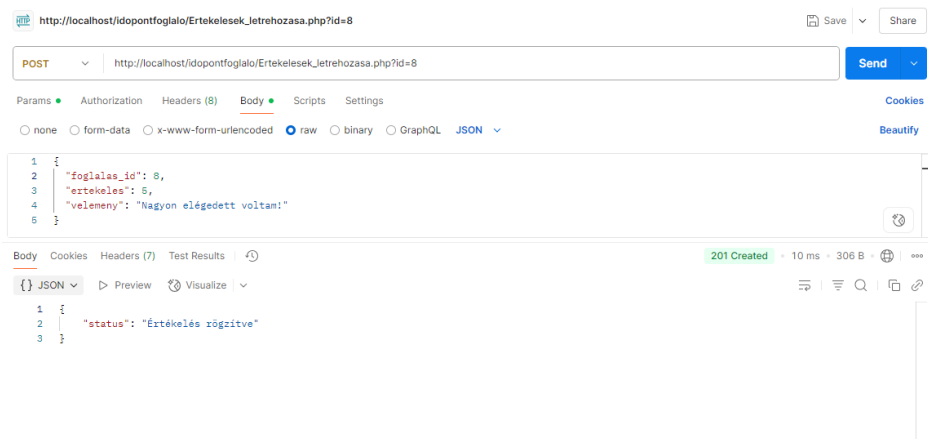 HTTP http://localhost/idopontfoglalo/Ertekelesek_letrehozasa.php?id=8 Save Share
POST http://localhost/idopontfoglalo/Ertekelesek_letrehozasa.php?id=8 Send
Params Authorization Headers (8) Body Scripts Settings Cookies
none form-data x-www-form-urlencoded raw binary GraphQL JSON Beautify
1 {
2 "foglalas_id": 8,
3 "ertekeles": 5,
4 "velemeny": "Nagyon elégedett voltam!"
5 }
Body Cookies Headers (7) Test Results 201 Created 10 ms 306 B
{} JSON Preview Visualize
1 {
2 "status": "Értékelés rögzítve"
3 }